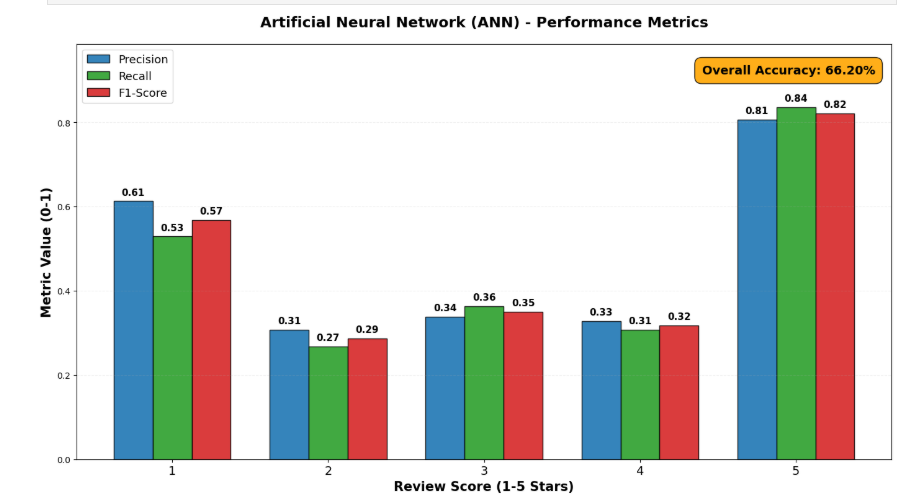 Artificial Neural Network (ANN) - Performance Metrics
Precision
Recall
F1-Score
Overall Accuracy: 66.20%
Metric Value (0-1)
0.8
0.6
0.4
0.2
0.0
0.61
0.53
0.57
0.31
0.27
0.29
0.34
0.36
0.35
0.33
0.31
0.32
0.81
0.84
0.82
1 2 3 4 5
Review Score (1-5 Stars)